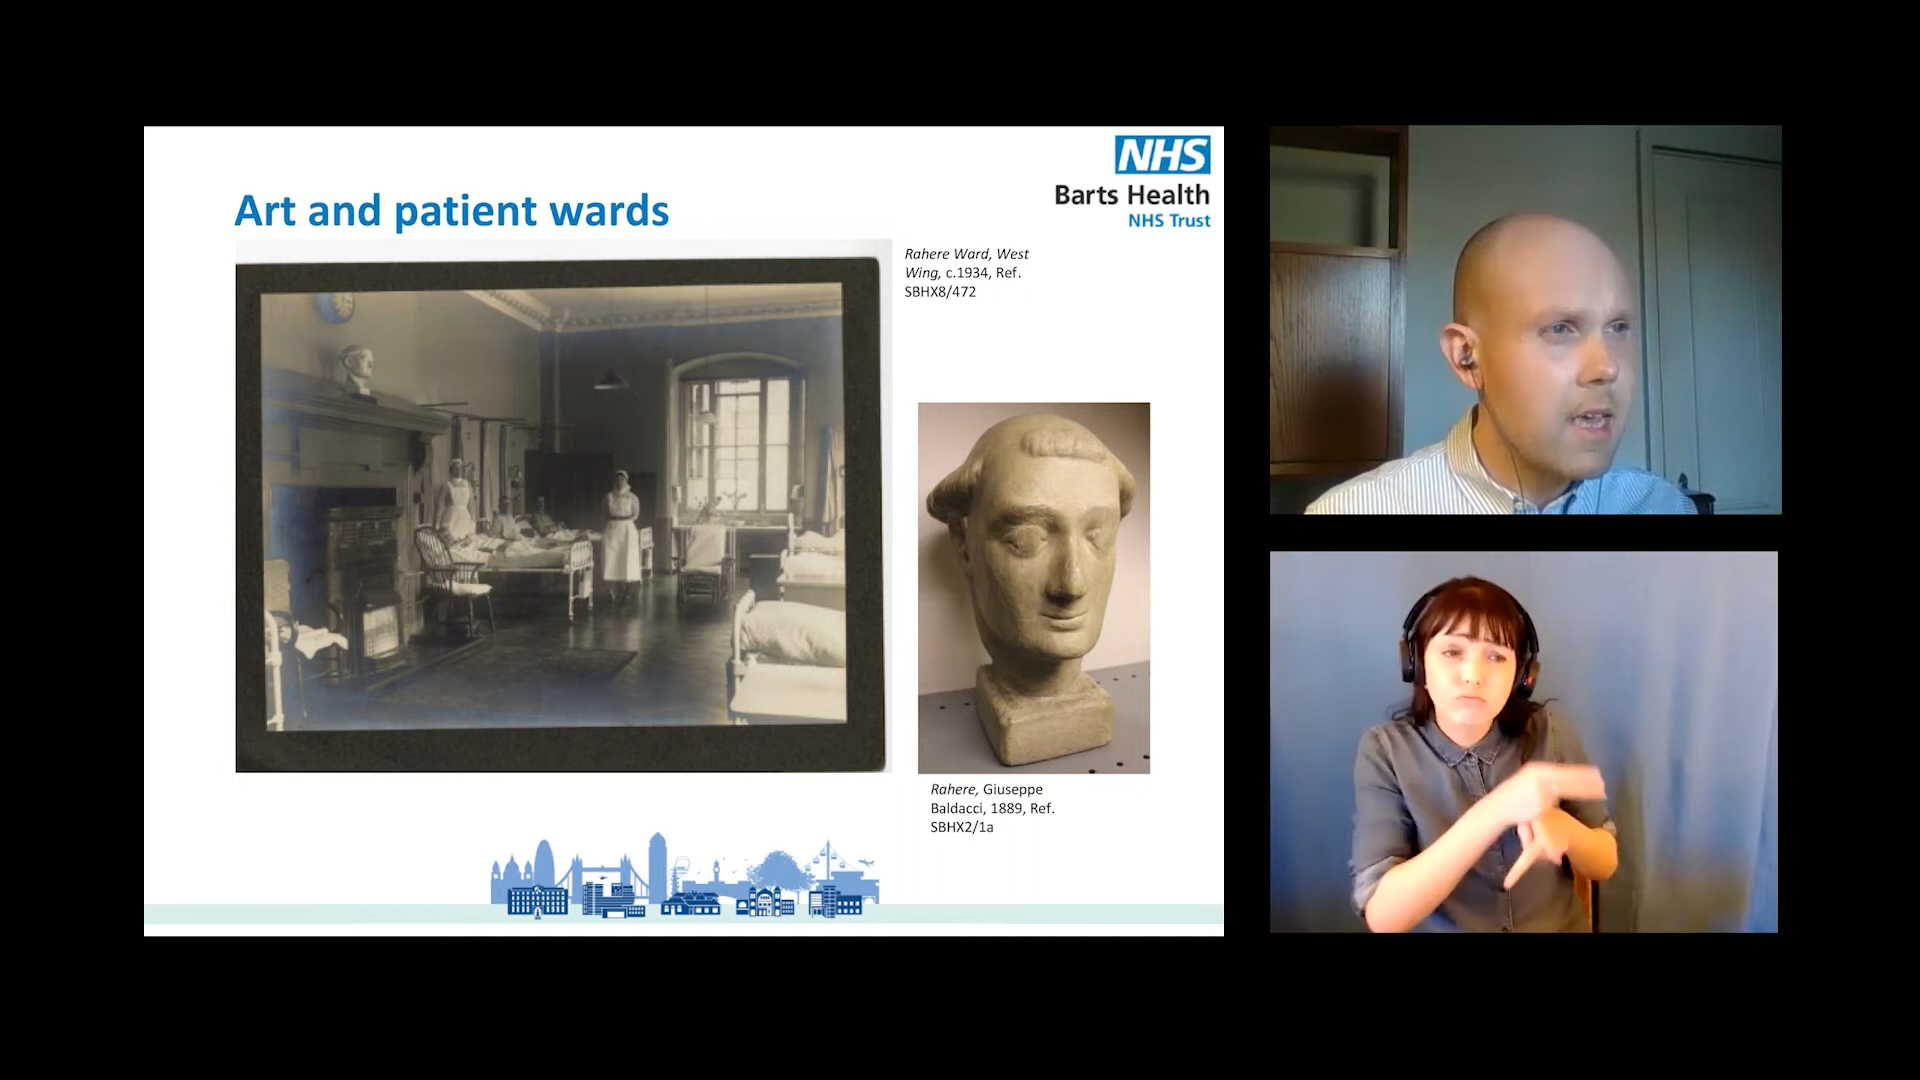 Art and patient wards
NHS
Barts Health
NHS Trust
Rahere Ward, West
Wing, c.1934, Ref.
SBHX8/472
Rahere, Giuseppe
Baldacci, 1889, Ref.
SBHX2/1a